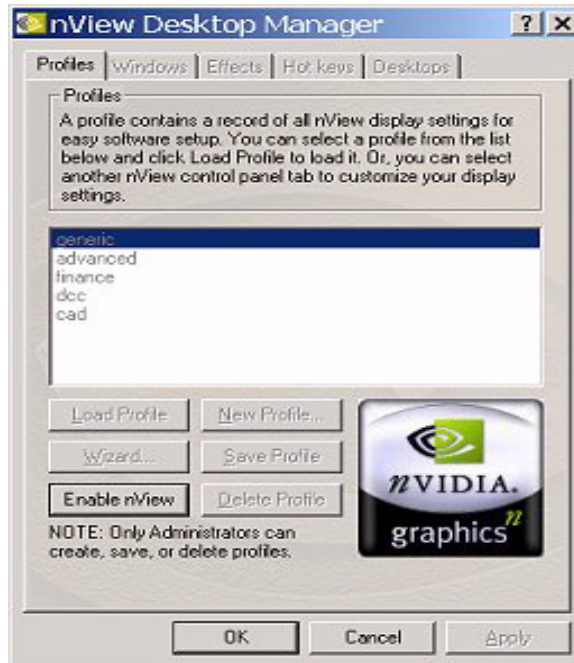 nView Desktop Manager
Profiles Windows Effects Hot keys Desktops
Profiles
A profile contains a record of all nView display settings for
easy software setup. You can select a profile from the list
below and click Load Profile to load it. Or, you can select
another nView control panel tab to customize your display
settings.
generic
advanced
finance
dcc
cad
Load Profile New Profile...
Wizard... Save Profile
Enable nView Delete Profile
NOTE: Only Administrators can
create, save, or delete profiles.
nVIDIA.
graphics n
OK Cancel Apply